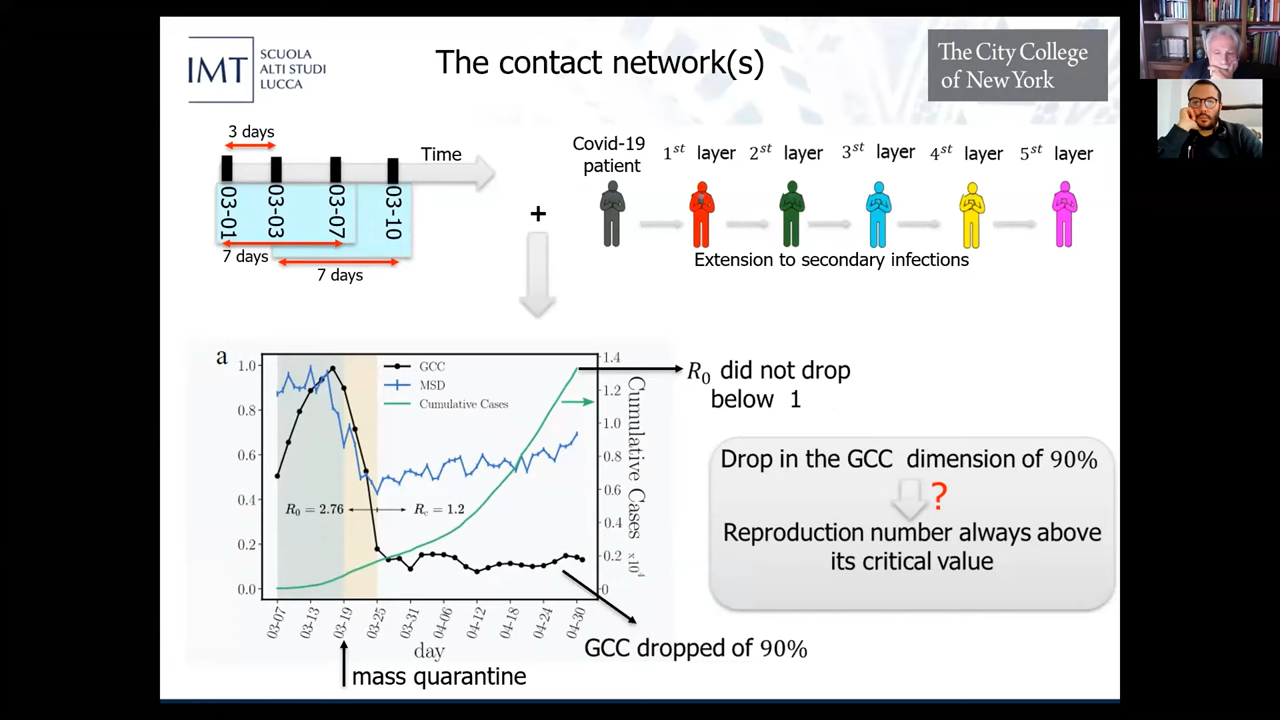 IMT
SCUOLA
ALTI STUDI
LUCCA
The contact network(s)
The City College
of New York
3 days
Time
03-01
03-03
03-07
03-10
7 days
7 days
+
Covid-19
patient
1st layer
2st layer
3st layer
4st layer
5st layer
Extension to secondary infections
a
GCC
MSD
Cumulative Cases
1.0
0.8
0.6
0.4
0.2
0.0
1.4
1.2
1.0
0.8
0.6
0.4
0.2
0
Cumulative Cases
×10⁴
R₀ = 2.76
R_c = 1.2
03-07
03-13
03-19
03-25
03-31
04-06
04-12
04-18
04-24
04-30
day
mass quarantine
R₀ did not drop
below 1
Drop in the GCC dimension of 90%
?
Reproduction number always above
its critical value
GCC dropped of 90%